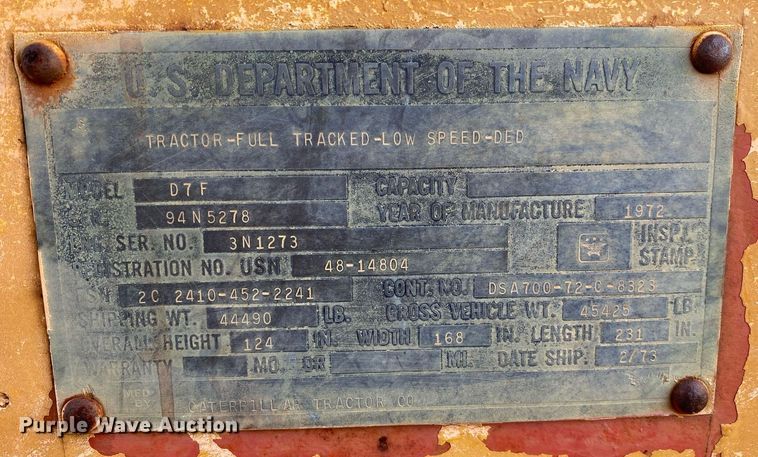 U. S. DEPARTMENT OF THE NAVY
TRACTOR-FULL TRACKED-LOW SPEED-DED
MODEL D7F CAPACITY
94N5278 YEAR OF MANUFACTURE 1972
SER. NO. 3N1273 INSP.
REGISTRATION NO. USN 48-14804 STAMP
2C 2410-452-2241 CONT. NO. DSA700-72-C-8323
SHIPPING WT. 44490 LB. GROSS VEHICLE WT. 45425 LB
OVERALL HEIGHT 124 IN. WIDTH 168 IN. LENGTH 231 IN.
WARRANTY MO. OR MI. DATE SHIP. 2/73
CATERPILLAR TRACTOR CO
Purple Wave Auction